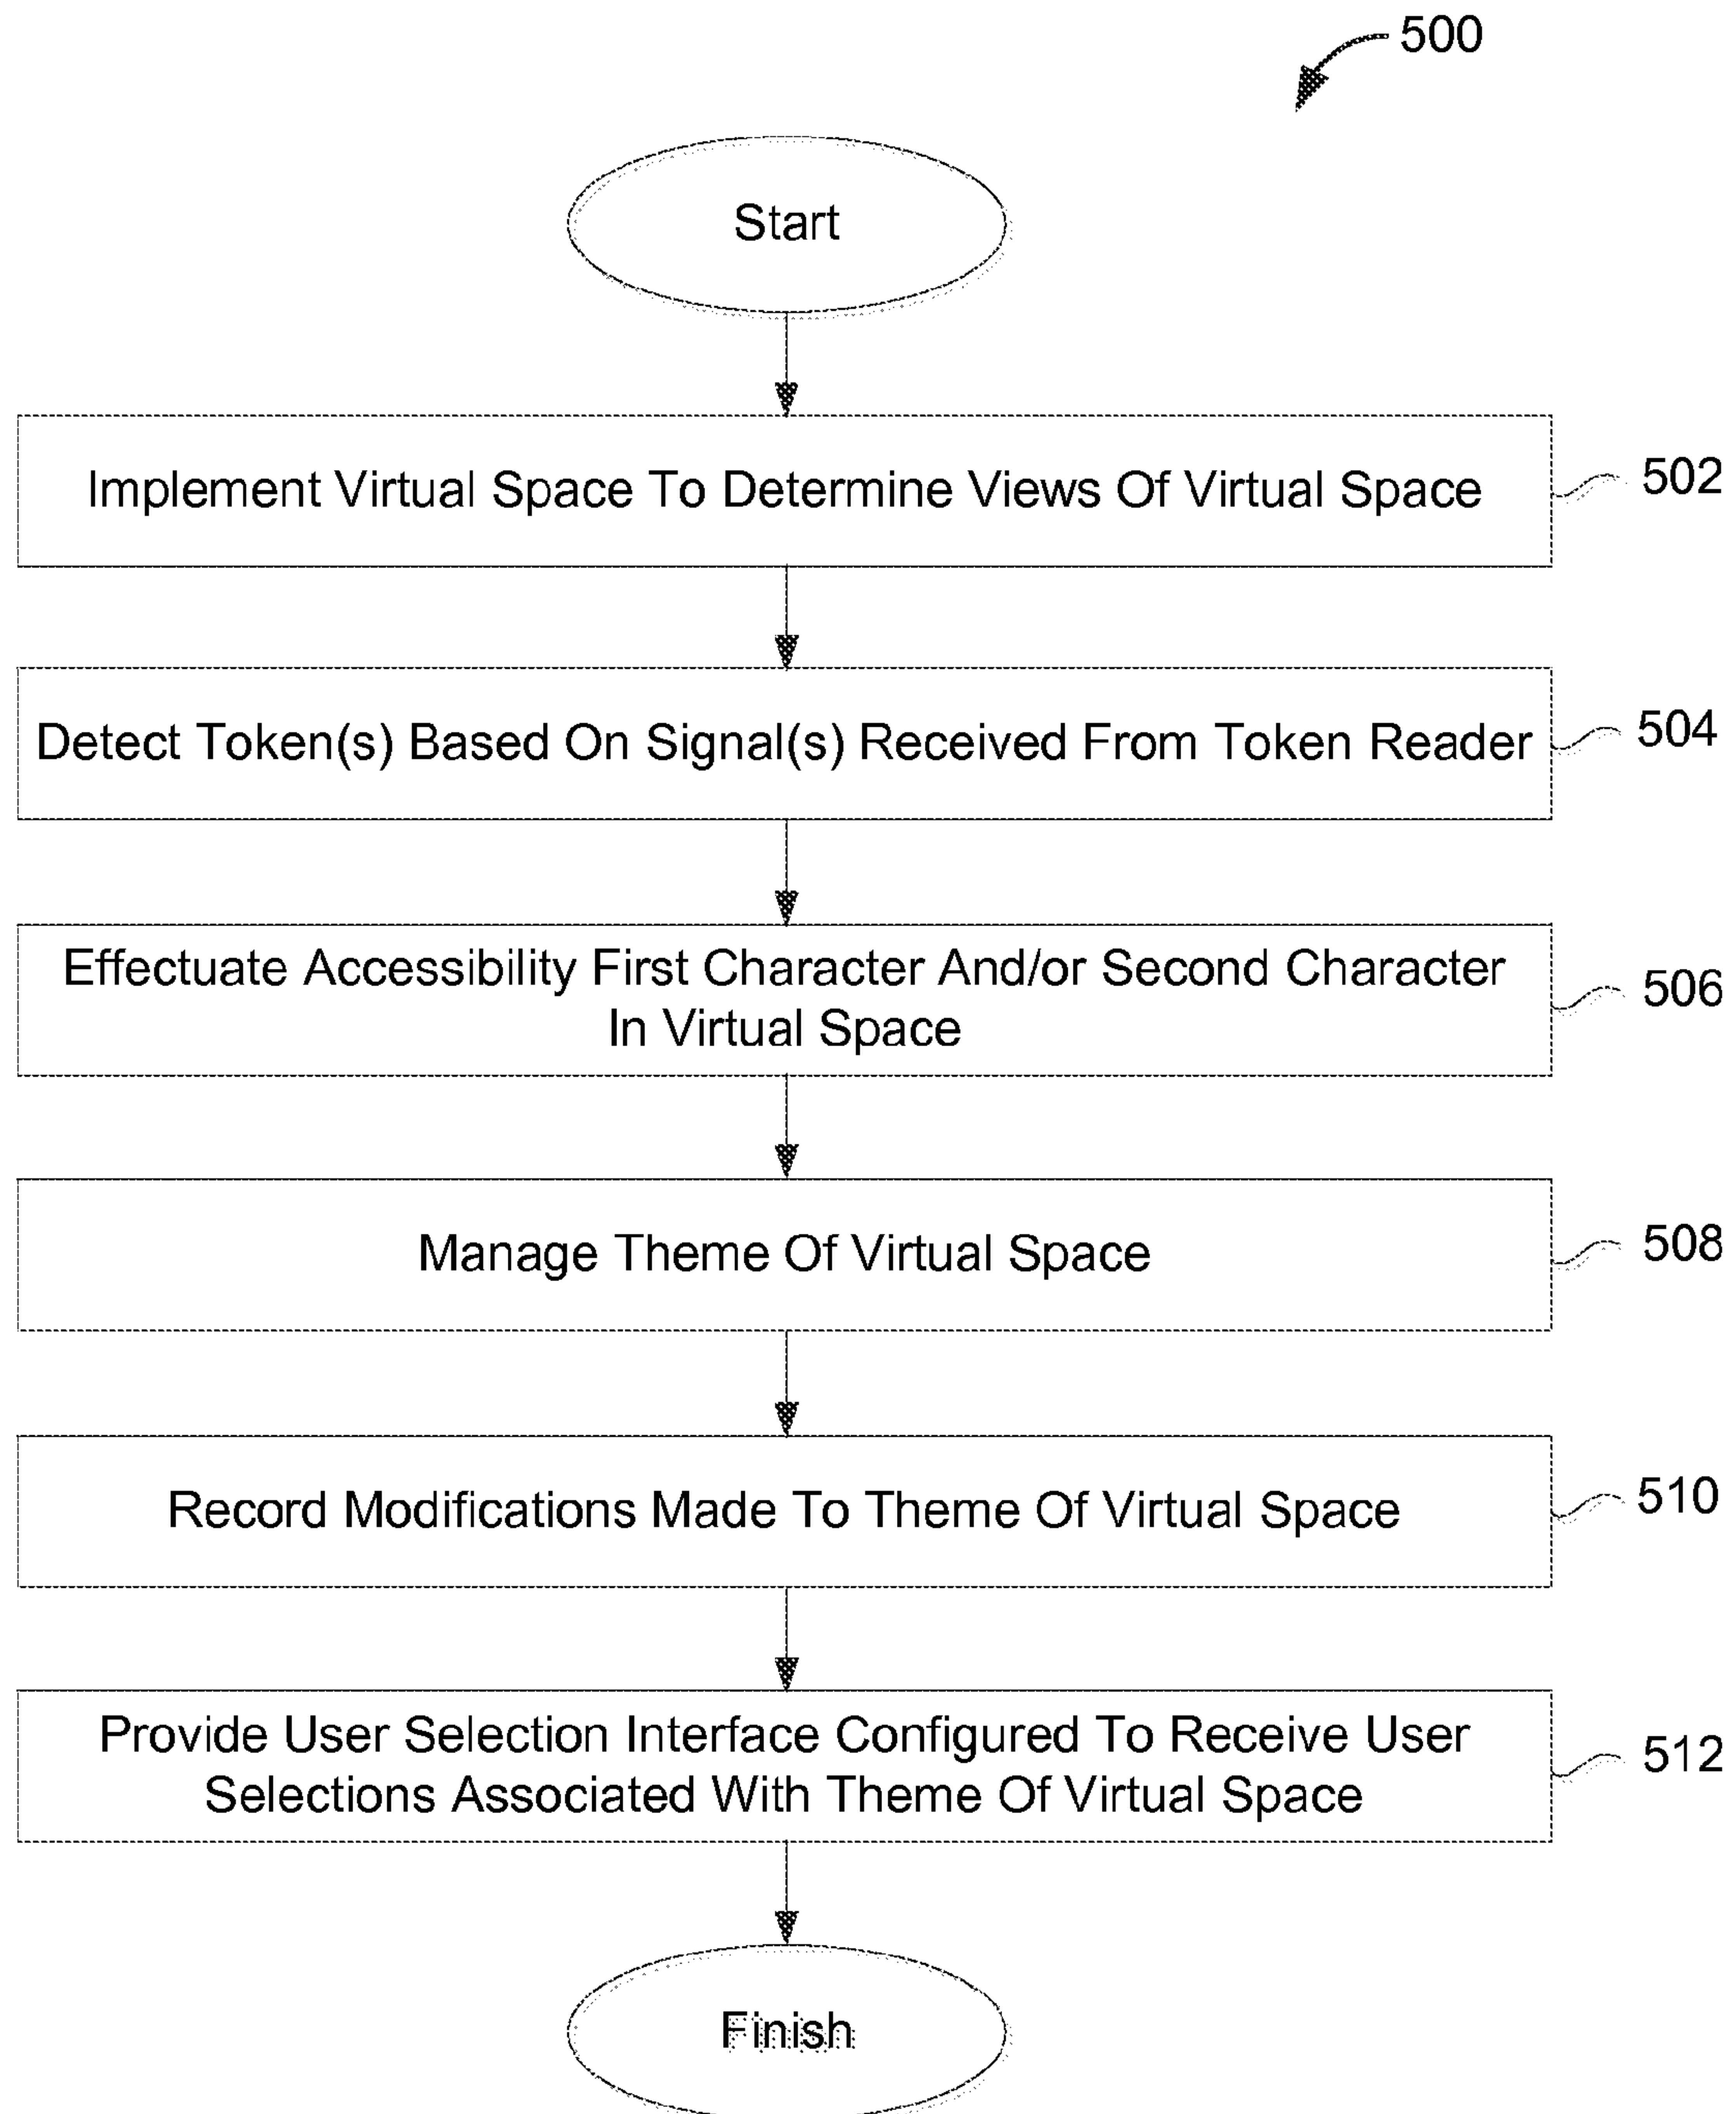 500
Start
Implement Virtual Space To Determine Views Of Virtual Space
502
Detect Token(s) Based On Signal(s) Received From Token Reader
504
Effectuate Accessibility First Character And/or Second Character
In Virtual Space
506
Manage Theme Of Virtual Space
508
Record Modifications Made To Theme Of Virtual Space
510
Provide User Selection Interface Configured To Receive User
Selections Associated With Theme Of Virtual Space
512
Finish